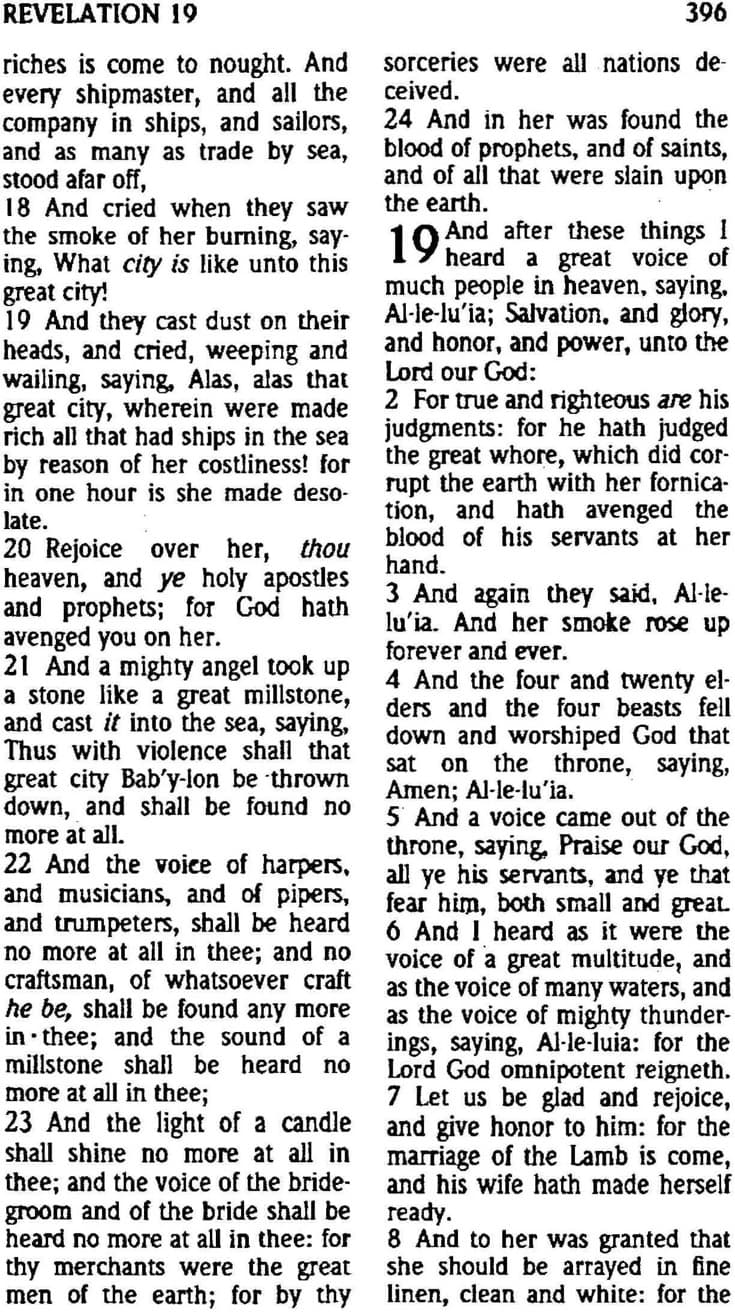 REVELATION 19
396
riches is come to nought. And
every shipmaster, and all the
company in ships, and sailors,
and as many as trade by sea,
stood afar off,
18 And cried when they saw
the smoke of her burning, say-
ing, What city is like unto this
great city!
19 And they cast dust on their
heads, and cried, weeping and
wailing, saying, Alas, alas that
great city, wherein were made
rich all that had ships in the sea
by reason of her costliness! for
in one hour is she made deso-
late.
20 Rejoice over her, thou
heaven, and ye holy apostles
and prophets; for God hath
avenged you on her.
21 And a mighty angel took up
a stone like a great millstone,
and cast it into the sea, saying,
Thus with violence shall that
great city Bab'y-lon be thrown
down, and shall be found no
more at all.
22 And the voice of harpers,
and musicians, and of pipers,
and trumpeters, shall be heard
no more at all in thee; and no
craftsman, of whatsoever craft
he be, shall be found any more
in thee; and the sound of a
millstone shall be heard no
more at all in thee;
23 And the light of a candle
shall shine no more at all in
thee; and the voice of the bride-
groom and of the bride shall be
heard no more at all in thee: for
thy merchants were the great
men of the earth; for by thy
sorceries were all nations de-
ceived.
24 And in her was found the
blood of prophets, and of saints,
and of all that were slain upon
the earth.
19 And after these things I
heard a great voice of
much people in heaven, saying,
Al-le-lu'ia; Salvation, and glory,
and honor, and power, unto the
Lord our God:
2 For true and righteous are his
judgments: for he hath judged
the great whore, which did cor-
rupt the earth with her fornica-
tion, and hath avenged the
blood of his servants at her
hand.
3 And again they said, Al-le-
lu'ia. And her smoke rose up
forever and ever.
4 And the four and twenty el-
ders and the four beasts fell
down and worshiped God that
sat on the throne, saying,
Amen; Al-le-lu'ia.
5 And a voice came out of the
throne, saying, Praise our God,
all ye his servants, and ye that
fear him, both small and great.
6 And I heard as it were the
voice of a great multitude, and
as the voice of many waters, and
as the voice of mighty thunder-
ings, saying, Al-le-luia: for the
Lord God omnipotent reigneth.
7 Let us be glad and rejoice,
and give honor to him: for the
marriage of the Lamb is come,
and his wife hath made herself
ready.
8 And to her was granted that
she should be arrayed in fine
linen, clean and white: for the